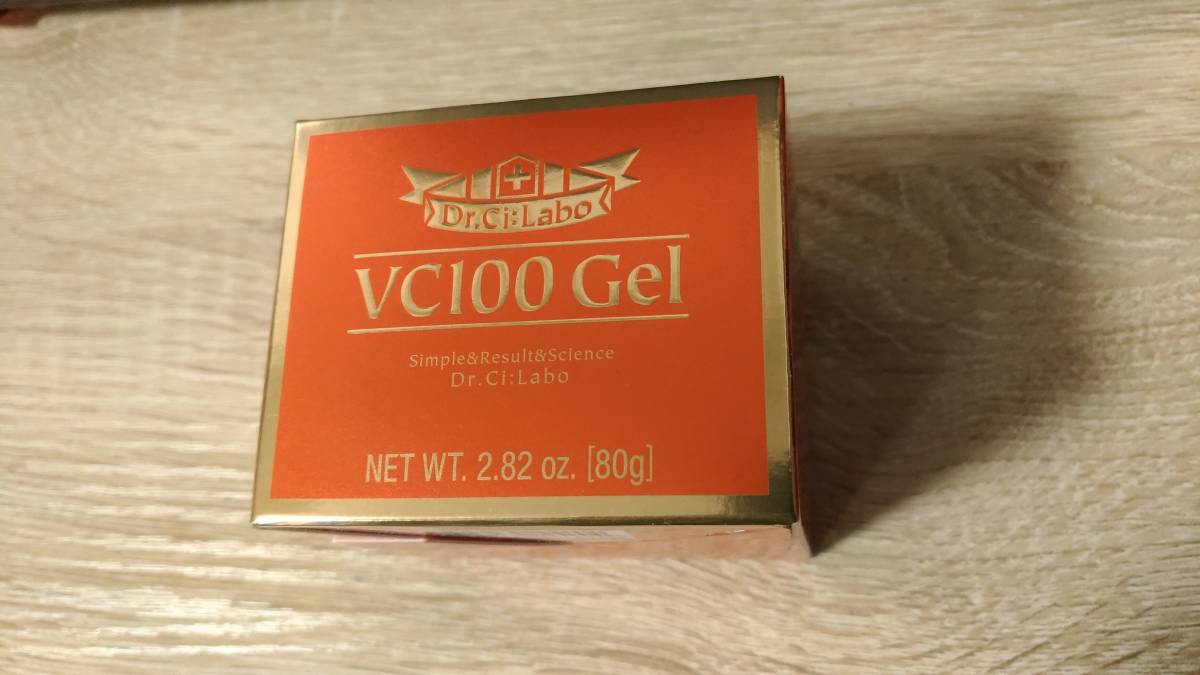 Dr.Ci:Labo
VC100 Gel
Simple&Result&Science
Dr.Ci:Labo
NET WT. 2.82 oz. [80g]